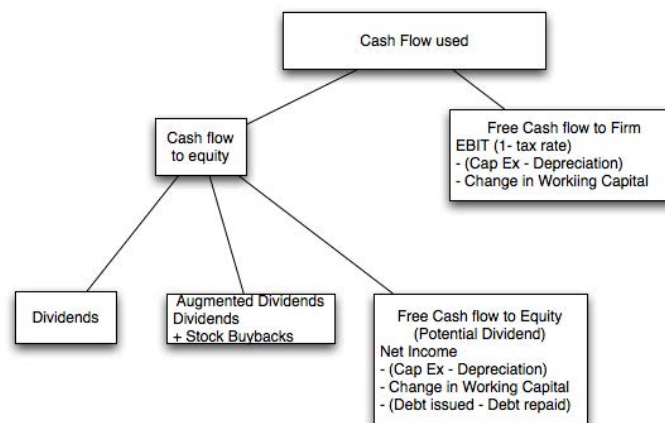 Cash Flow used
Cash flow
to equity
Free Cash flow to Firm
EBIT (1- tax rate)
- (Cap Ex - Depreciation)
- Change in Workiing Capital
Dividends
Augmented Dividends
Dividends
+ Stock Buybacks
Free Cash flow to Equity
(Potential Dividend)
Net Income
- (Cap Ex - Depreciation)
- Change in Working Capital
- (Debt issued - Debt repaid)